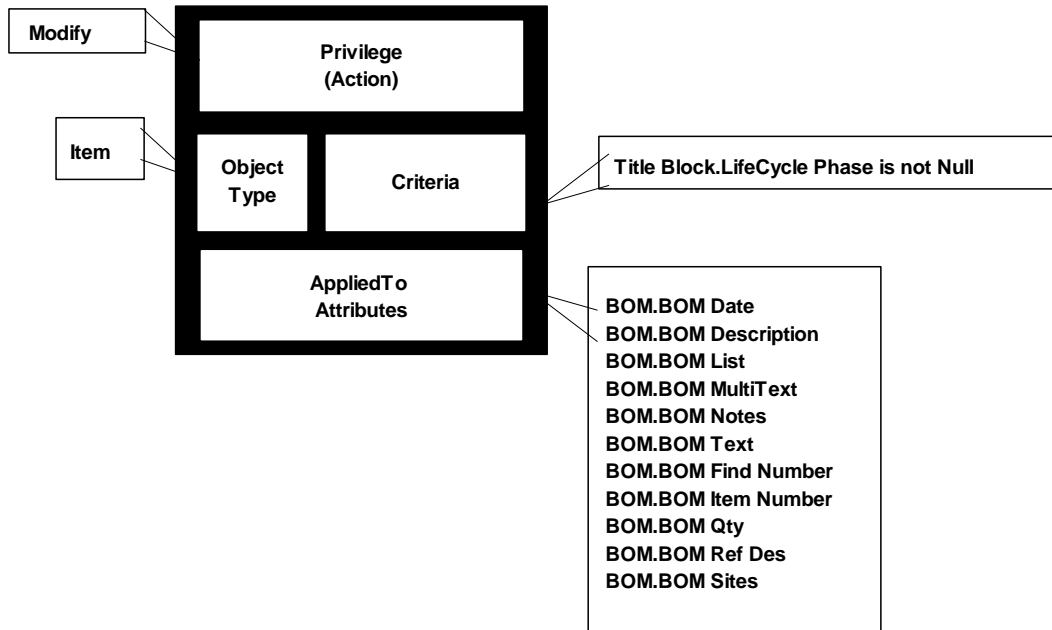 Modify
Privilege
(Action)
Item
Object
Type
Criteria
Title Block.LifeCycle Phase is not Null
AppliedTo
Attributes
BOM.BOM Date
BOM.BOM Description
BOM.BOM List
BOM.BOM MultiText
BOM.BOM Notes
BOM.BOM Text
BOM.BOM Find Number
BOM.BOM Item Number
BOM.BOM Qty
BOM.BOM Ref Des
BOM.BOM Sites